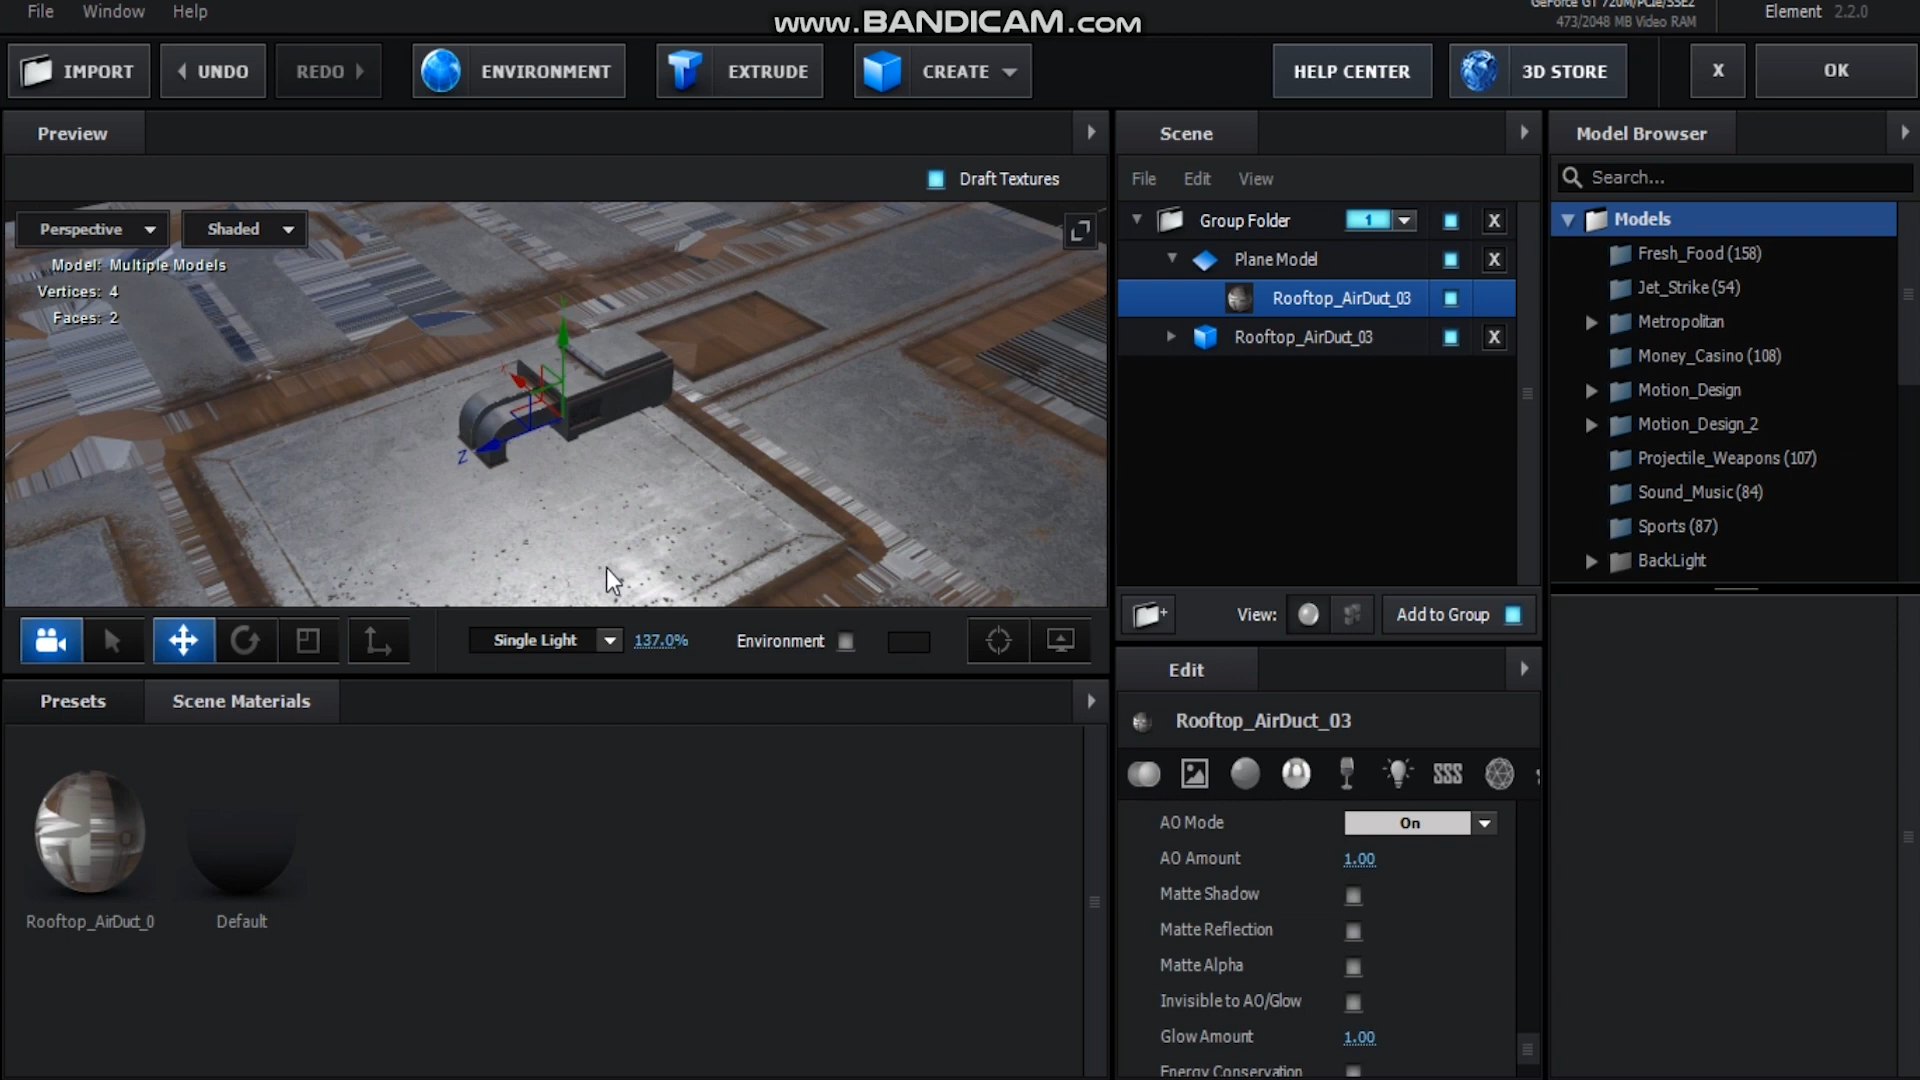 File Window Help
www.BANDICAM.com
GeForce GT 720M/PCIe/SSE2
473/2048 MB Video RAM
Element 2.2.0
IMPORT UNDO REDO ENVIRONMENT EXTRUDE CREATE HELP CENTER 3D STORE X OK
Preview
Draft Textures
Perspective Shaded
Model: Multiple Models
Vertices: 4
Faces: 2
Z
Single Light 137.0% Environment
Presets Scene Materials
Rooftop_AirDuct_0 Default
Scene
File Edit View
Group Folder 1 X
Plane Model X
Rooftop_AirDuct_03
Rooftop_AirDuct_03 X
View: Add to Group
Edit
Rooftop_AirDuct_03
AO Mode On
AO Amount 1.00
Matte Shadow
Matte Reflection
Matte Alpha
Invisible to AO/Glow
Glow Amount 1.00
Energy Conservation
Model Browser
Search...
Models
Fresh_Food (158)
Jet_Strike (54)
Metropolitan
Money_Casino (108)
Motion_Design
Motion_Design_2
Projectile_Weapons (107)
Sound_Music (84)
Sports (87)
BackLight